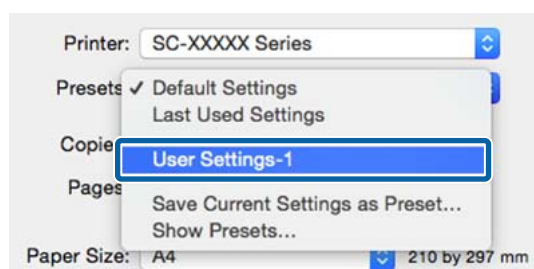 Printer: SC-XXXXX Series
Presets ✓ Default Settings
Last Used Settings
Copie
User Settings-1
Pages
Save Current Settings as Preset...
Show Presets...
Paper Size: A4 210 by 297 mm